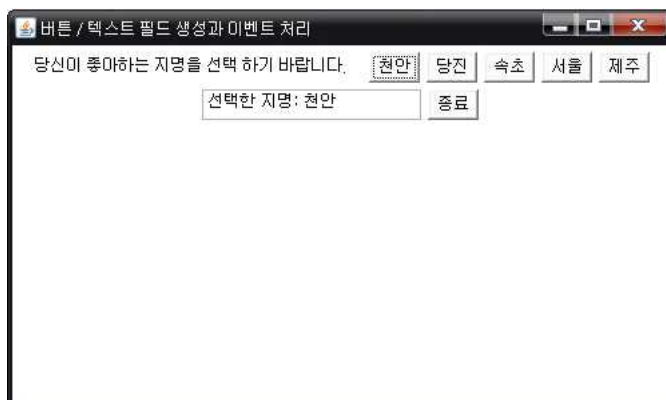 버튼 / 텍스트 필드 생성과 이벤트 처리
당신이 좋아하는 지명을 선택 하기 바랍니다. 천안 당진 속초 서울 제주
선택한 지명: 천안 종료